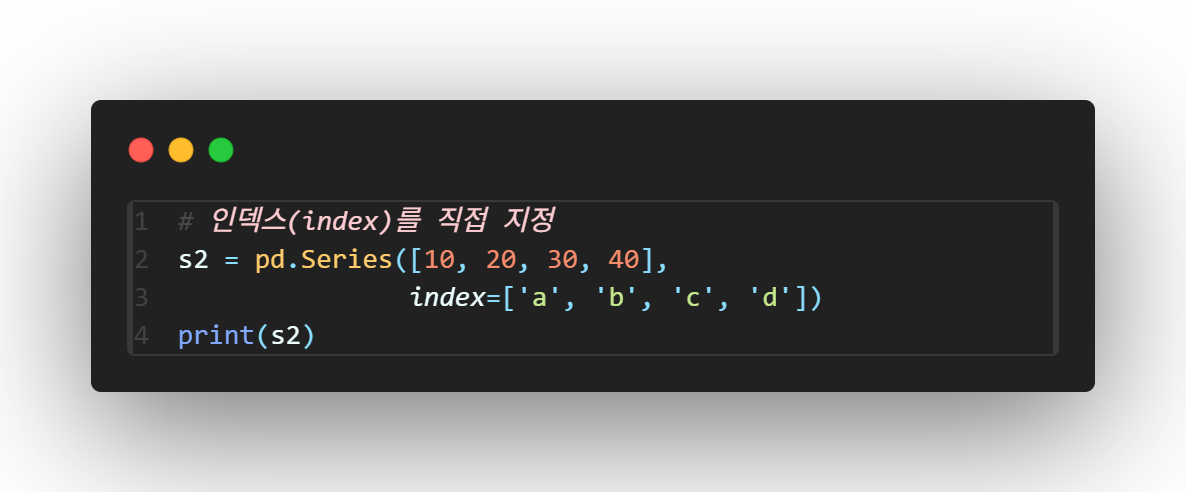 1 # 인덱스(index)를 직접 지정
2 s2 = pd.Series([10, 20, 30, 40],
3 index=['a', 'b', 'c', 'd'])
4 print(s2)